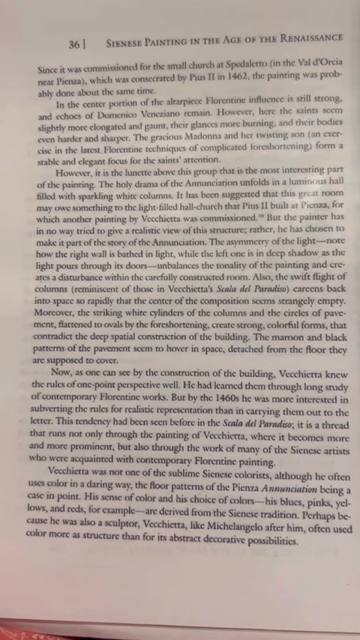 36 | SIENESE PAINTING IN THE AGE OF THE RENAISSANCE
Since it was commissioned for the small church at Spedaletto (in the Val d'Orcia
near Pienza), which was consecrated by Pius II in 1462, the painting was prob-
ably done about the same time.
In the center portion of the altarpiece Florentine influence is still strong,
and echoes of Domenico Veneziano remain. However, here the saints seem
slightly more elongated and gaunt, their glances more burning, and their bodies
even harder and sharper. The gracious Madonna and her twisting son (an exer-
cise in the latest Florentine techniques of complicated foreshortening) form a
stable and elegant focus for the saints' attention.
However, it is the lunette above this group that is the most interesting part
of the painting. The holy drama of the Annunciation unfolds in a luminous hall
filled with sparkling white columns. It has been suggested that this great room
may owe something to the light-filled hall-church that Pius II built at Pienza, for
which another painting by Vecchietta was commissioned. But the painter has
in no way tried to give a realistic view of this structure; rather, he has chosen to
make it part of the story of the Annunciation. The asymmetry of the light—note
how the right wall is bathed in light, while the left one is in deep shadow as the
light pours through its doors—unbalances the tonality of the painting and cre-
ates a disturbance within the carefully constructed room. Also, the swift flight of
columns (reminiscent of those in Vecchietta's Scala del Paradiso) careens back
into space so rapidly that the center of the composition seems strangely empty.
Moreover, the striking white cylinders of the columns and the circles of pave-
ment, flattened to ovals by the foreshortening, create strong, colorful forms, that
contradict the deep spatial construction of the building. The maroon and black
patterns of the pavement seem to hover in space, detached from the floor they
are supposed to cover.
Now, as one can see by the construction of the building, Vecchietta knew
the rules of one-point perspective well. He had learned them through long study
of contemporary Florentine works. But by the 1460s he was more interested in
subverting the rules for realistic representation than in carrying them out to the
letter. This tendency had been seen before in the Scala del Paradiso; it is a thread
that runs not only through the painting of Vecchietta, where it becomes more
and more prominent, but also through the work of many of the Sienese artists
who were acquainted with contemporary Florentine painting.
Vecchietta was not one of the sublime Sienese colorists, although he often
uses color in a daring way, the floor patterns of the Pienza Annunciation being a
case in point. His sense of color and his choice of colors—his blues, pinks, yel-
lows, and reds, for example—are derived from the Sienese tradition. Perhaps be-
cause he was also a sculptor, Vecchietta, like Michelangelo after him, often used
color more as structure than for its abstract decorative possibilities.